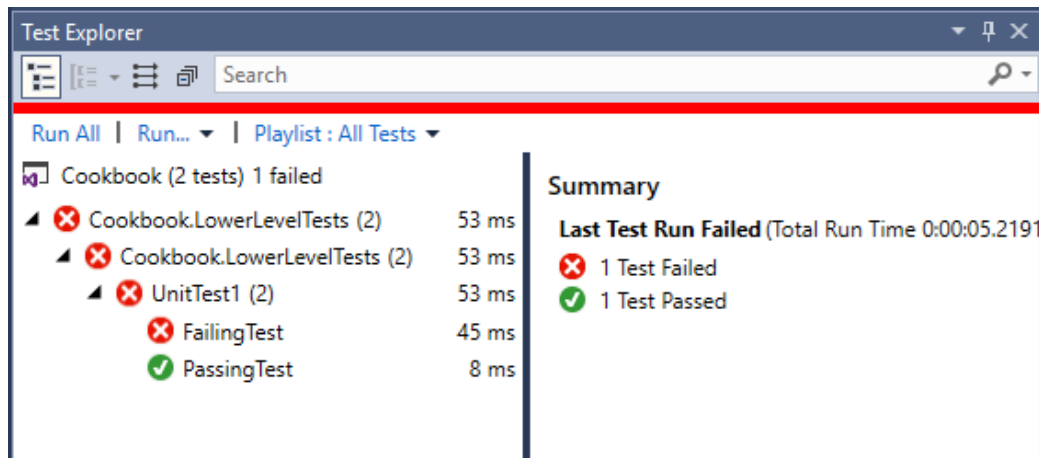 Test Explorer
Search
Run All | Run... | Playlist : All Tests
Cookbook (2 tests) 1 failed
Cookbook.LowerLevelTests (2) 53 ms
Cookbook.LowerLevelTests (2) 53 ms
UnitTest1 (2) 53 ms
FailingTest 45 ms
PassingTest 8 ms
Summary
Last Test Run Failed (Total Run Time 0:00:05.2191
1 Test Failed
1 Test Passed